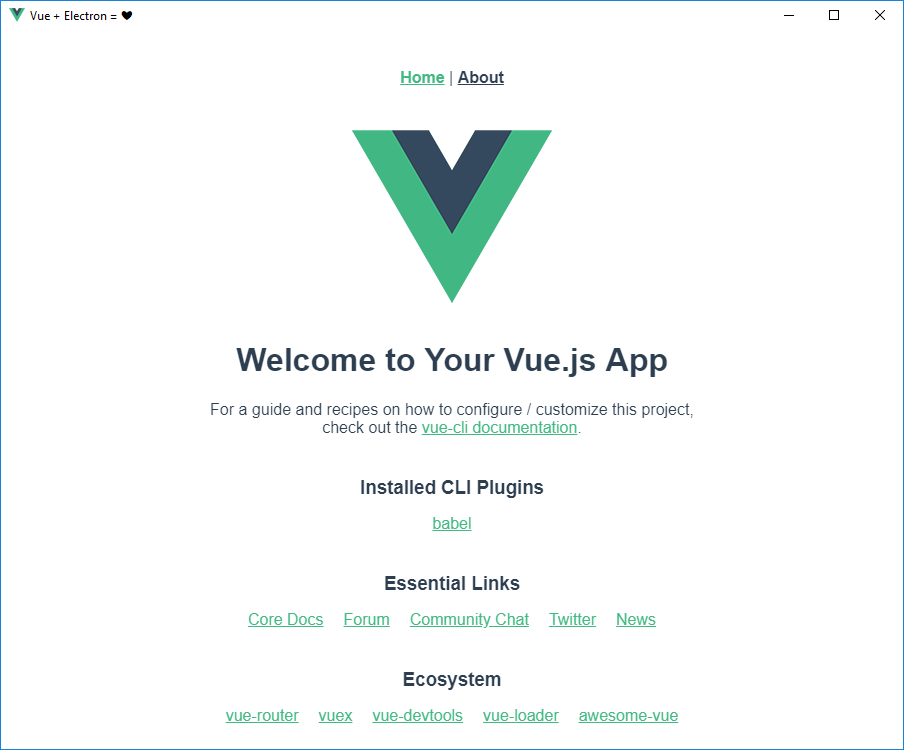 Vue + Electron = ♥
Home | About
Welcome to Your Vue.js App
For a guide and recipes on how to configure / customize this project,
check out the vue-cli documentation.
Installed CLI Plugins
babel
Essential Links
Core Docs Forum Community Chat Twitter News
Ecosystem
vue-router vuex vue-devtools vue-loader awesome-vue